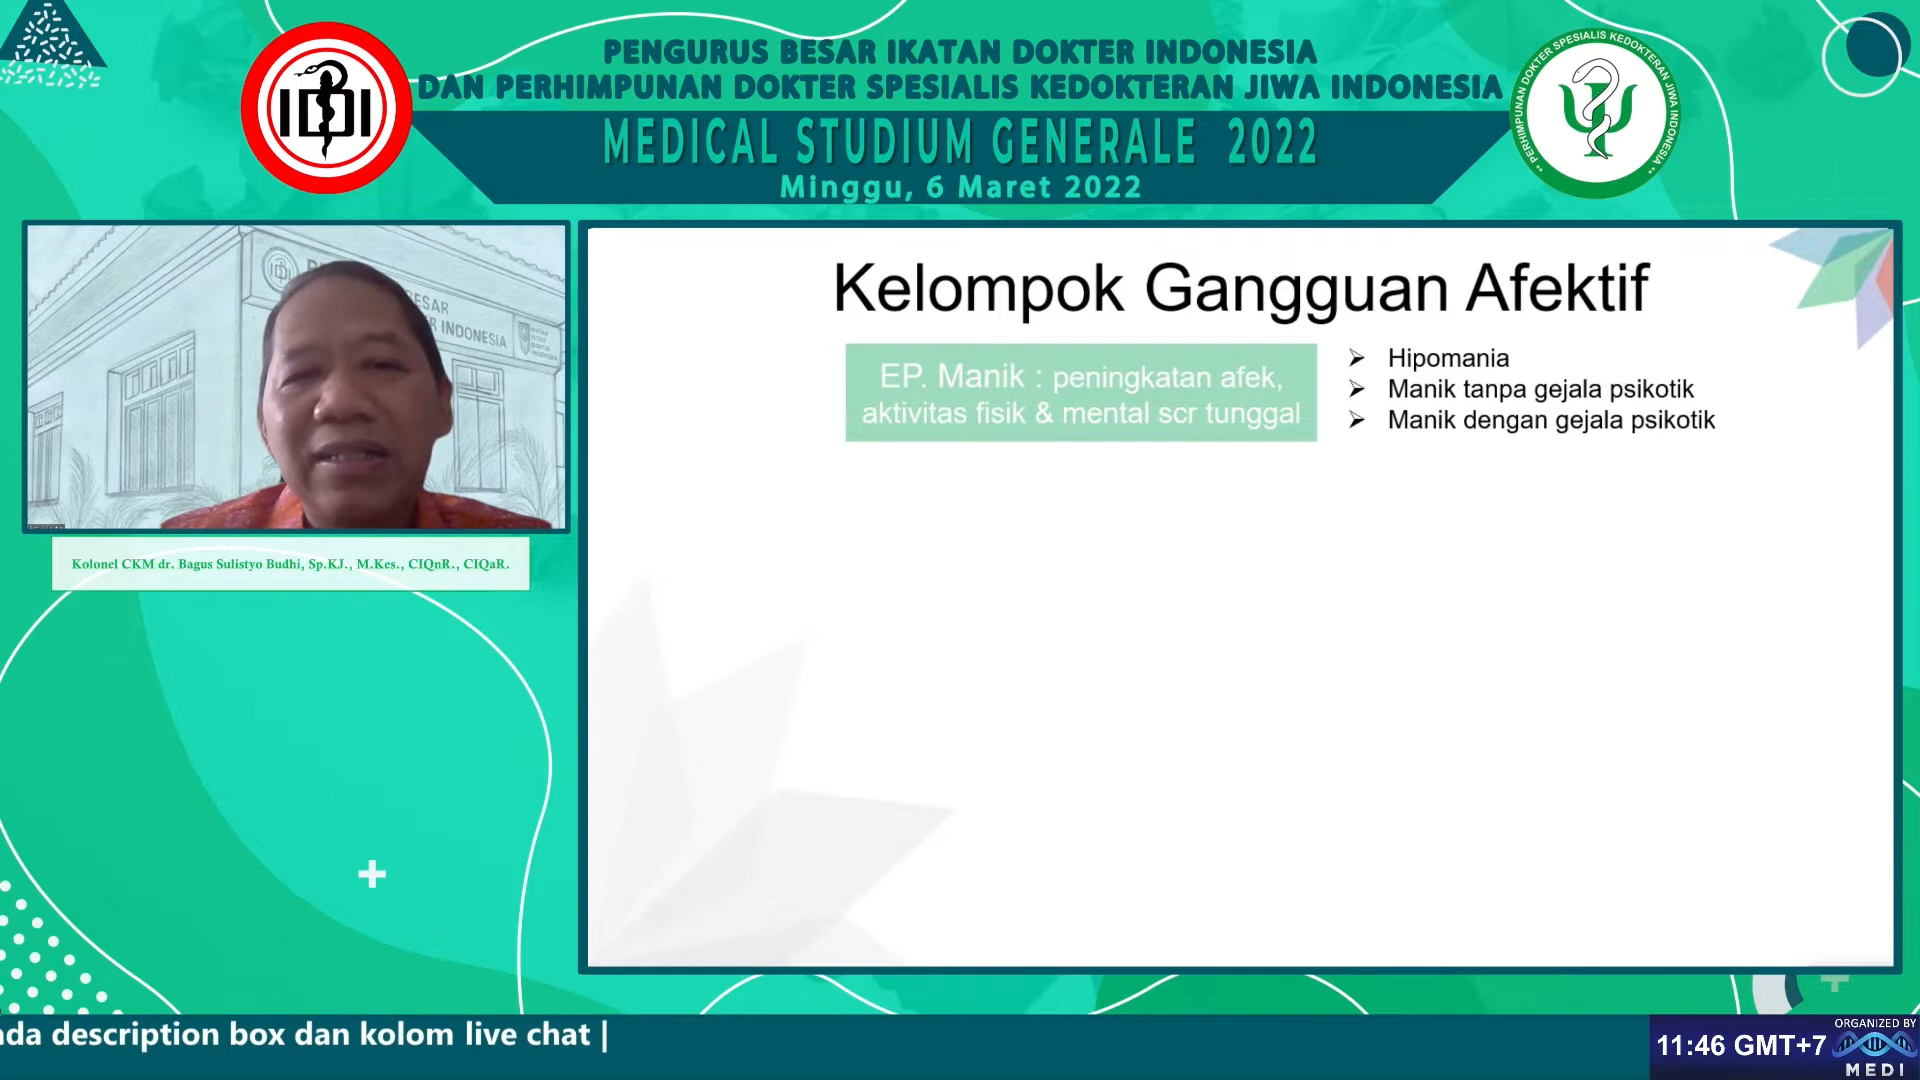 PENGURUS BESAR IKATAN DOKTER INDONESIA
DAN PERHIMPUNAN DOKTER SPESIALIS KEDOKTERAN JIWA INDONESIA
MEDICAL STUDIUM GENERALE 2022
Minggu, 6 Maret 2022
IDI
PERHIMPUNAN DOKTER SPESIALIS KEDOKTERAN JIWA INDONESIA
BESAR
INDONESIA
Kolonel CKM dr. Bagus Sulistyo Budhi, Sp.KJ., M.Kes., CIQnR., CIQaR.
Kelompok Gangguan Afektif
EP. Manik : peningkatan afek,
aktivitas fisik & mental scr tunggal
➢ Hipomania
➢ Manik tanpa gejala psikotik
➢ Manik dengan gejala psikotik
description box dan kolom live chat |
11:46 GMT+7
ORGANIZED BY
MEDI